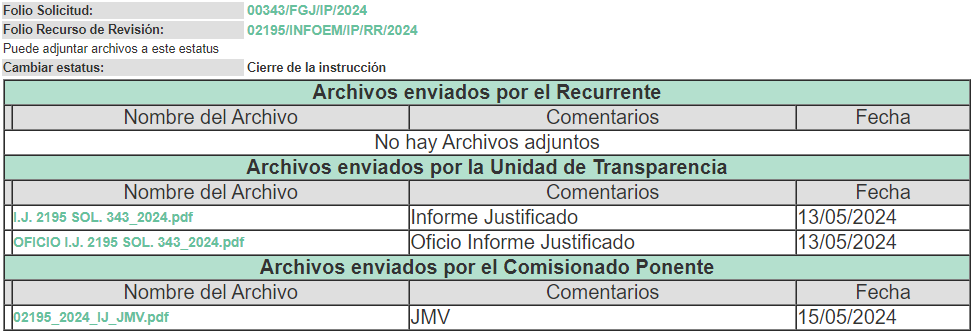 Folio Solicitud: 00343/FGJ/IP/2024
Folio Recurso de Revisión: 02195/INFOEM/IP/RR/2024
Puede adjuntar archivos a este estatus
Cambiar estatus: Cierre de la instrucción
Archivos enviados por el Recurrente
Nombre del Archivo Comentarios Fecha
No hay Archivos adjuntos
Archivos enviados por la Unidad de Transparencia
Nombre del Archivo Comentarios Fecha
I.J. 2195 SOL. 343_2024.pdf Informe Justificado 13/05/2024
OFICIO I.J. 2195 SOL. 343_2024.pdf Oficio Informe Justificado 13/05/2024
Archivos enviados por el Comisionado Ponente
Nombre del Archivo Comentarios Fecha
02195_2024_IJ_JMV.pdf JMV 15/05/2024